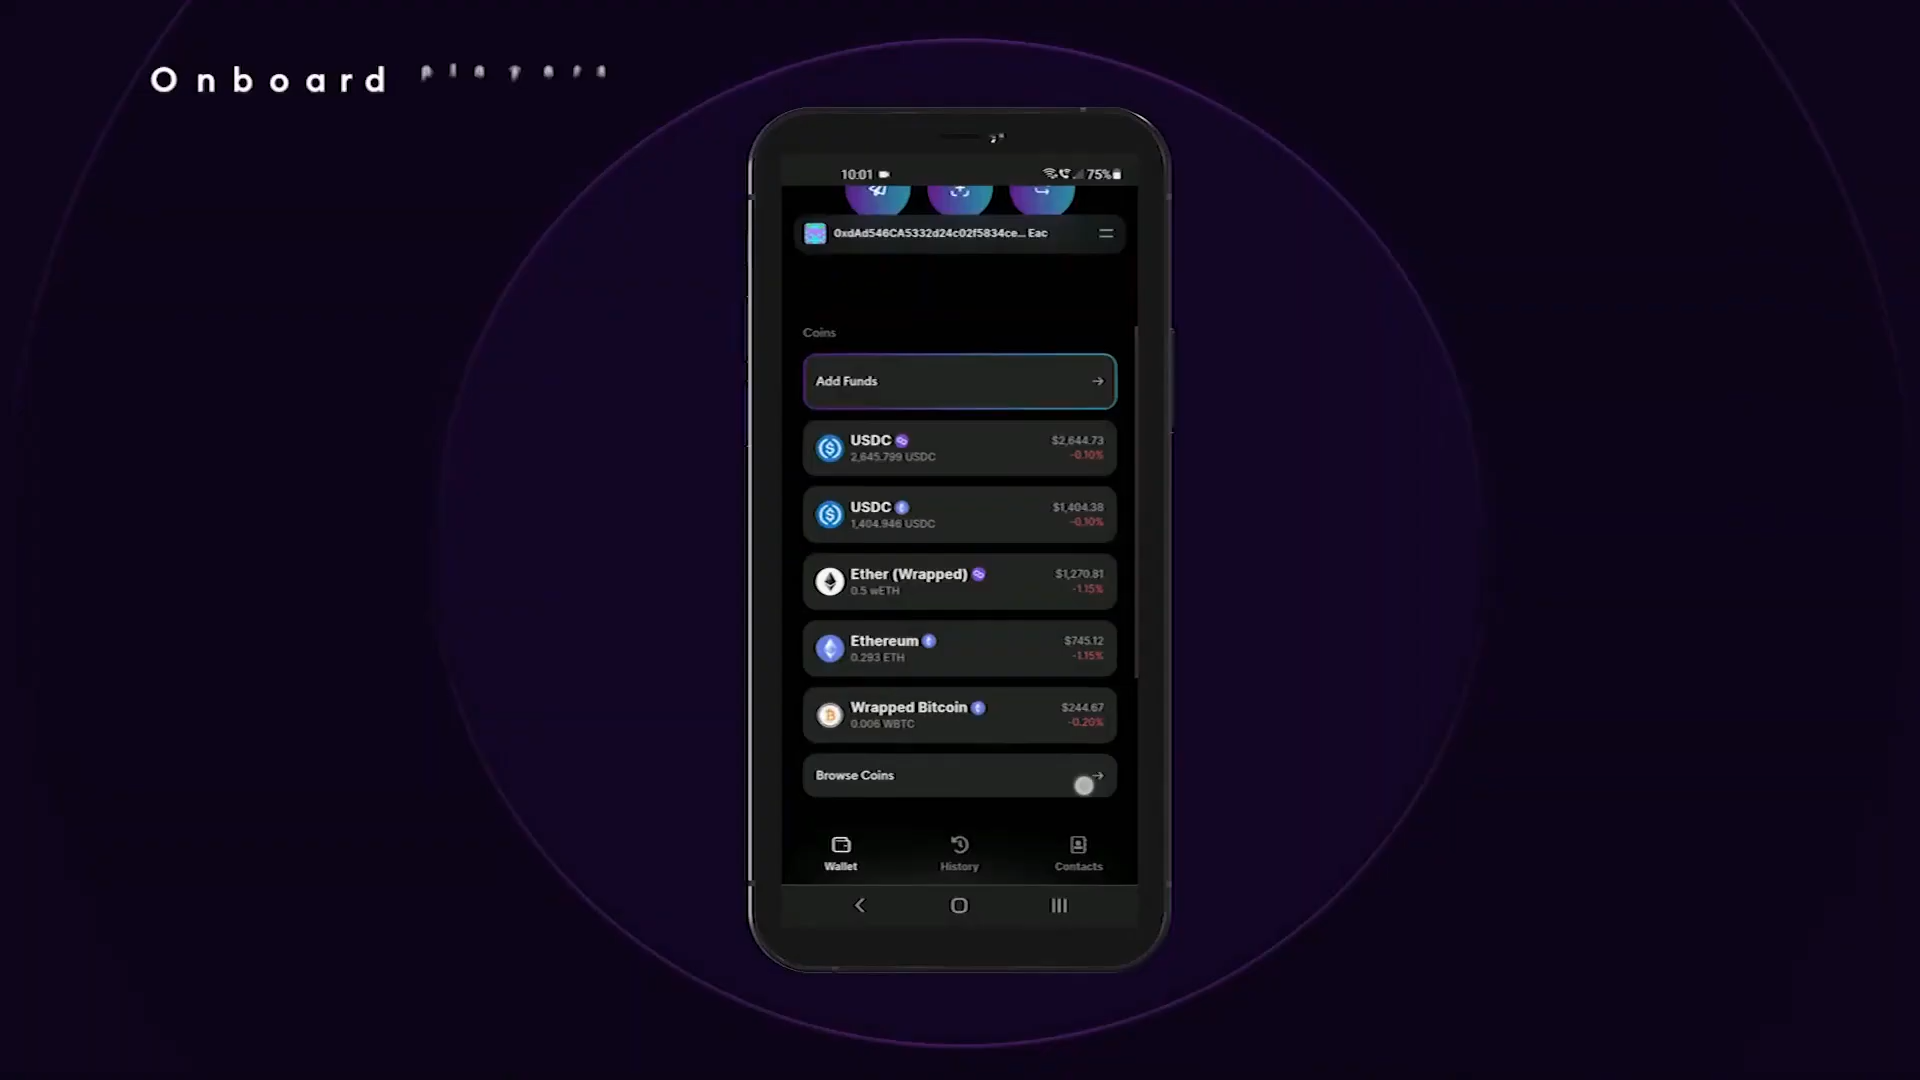 Onboard players
10:01
75%
0xdAd546CA5332d24c02f5834ce... Eac
Coins
Add Funds
USDC
$2,644.73
2,645.799 USDC
-0.10%
USDC
$1,404.38
1,404.946 USDC
-0.10%
Ether (Wrapped)
$1,270.81
0.5 wETH
-1.15%
Ethereum
$745.12
0.293 ETH
-1.15%
Wrapped Bitcoin
$244.67
0.006 WBTC
-0.20%
Browse Coins
Wallet
History
Contacts